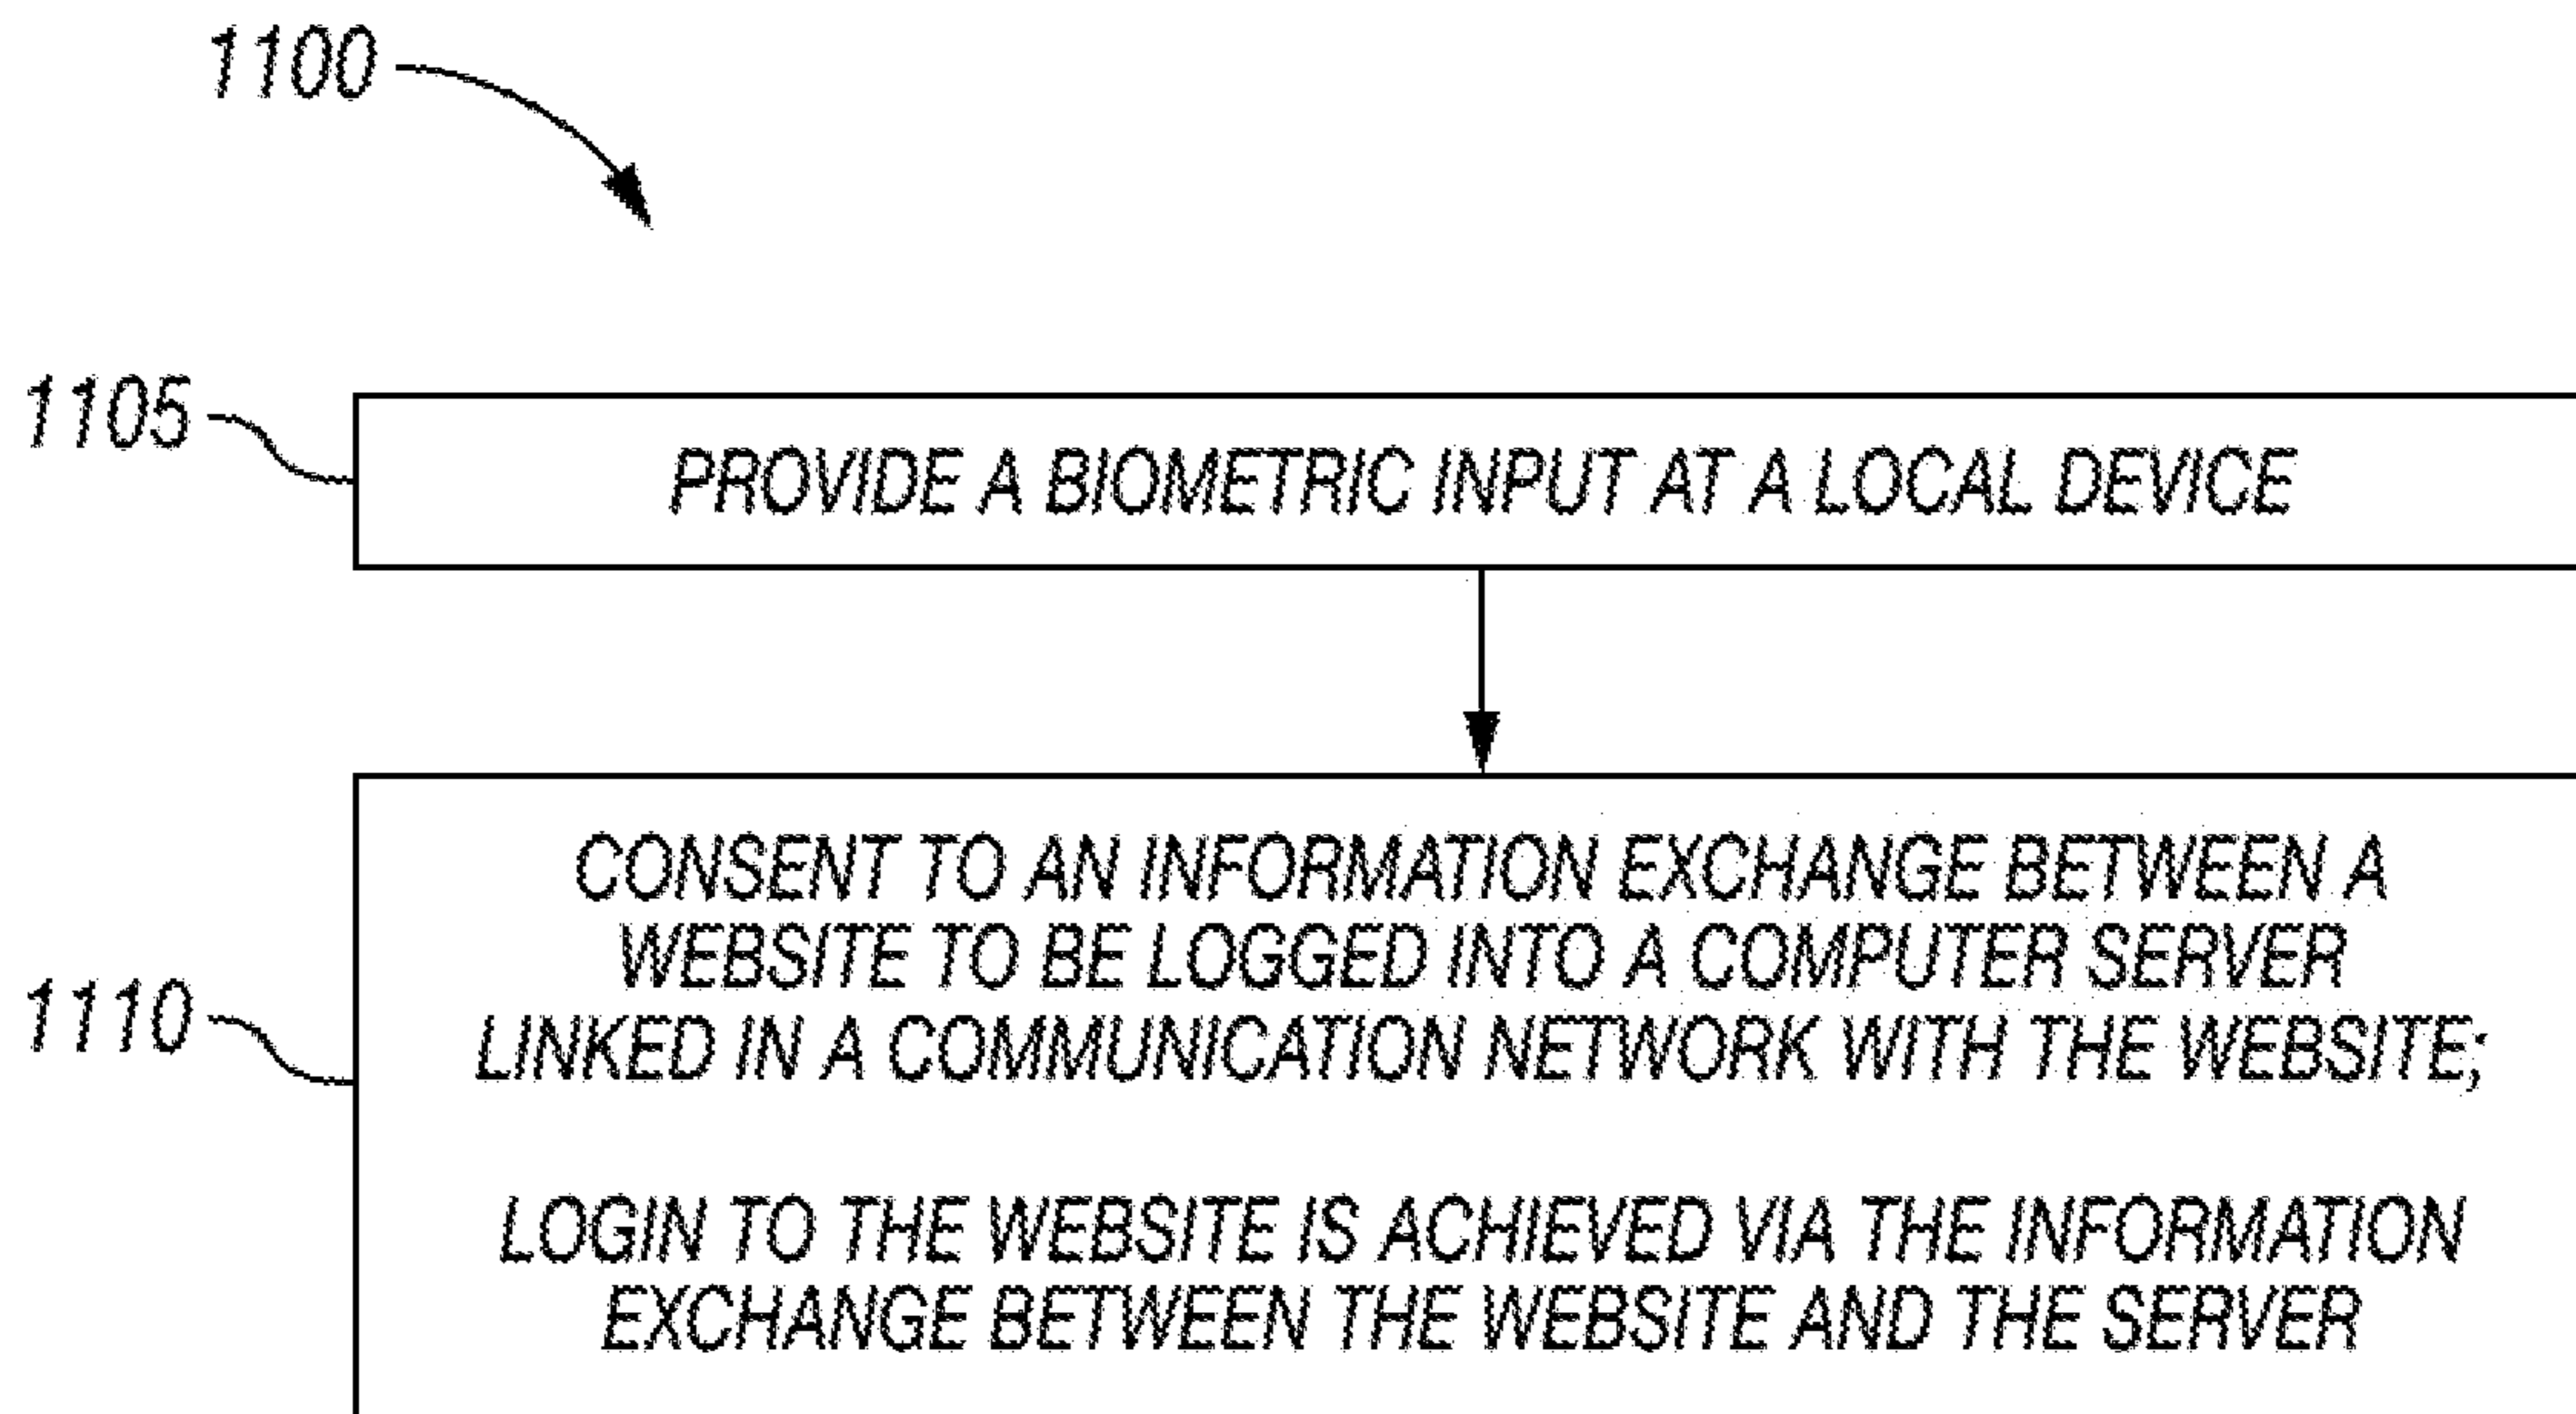 1100
1105
PROVIDE A BIOMETRIC INPUT AT A LOCAL DEVICE
1110
CONSENT TO AN INFORMATION EXCHANGE BETWEEN A
WEBSITE TO BE LOGGED INTO A COMPUTER SERVER
LINKED IN A COMMUNICATION NETWORK WITH THE WEBSITE;
LOGIN TO THE WEBSITE IS ACHIEVED VIA THE INFORMATION
EXCHANGE BETWEEN THE WEBSITE AND THE SERVER